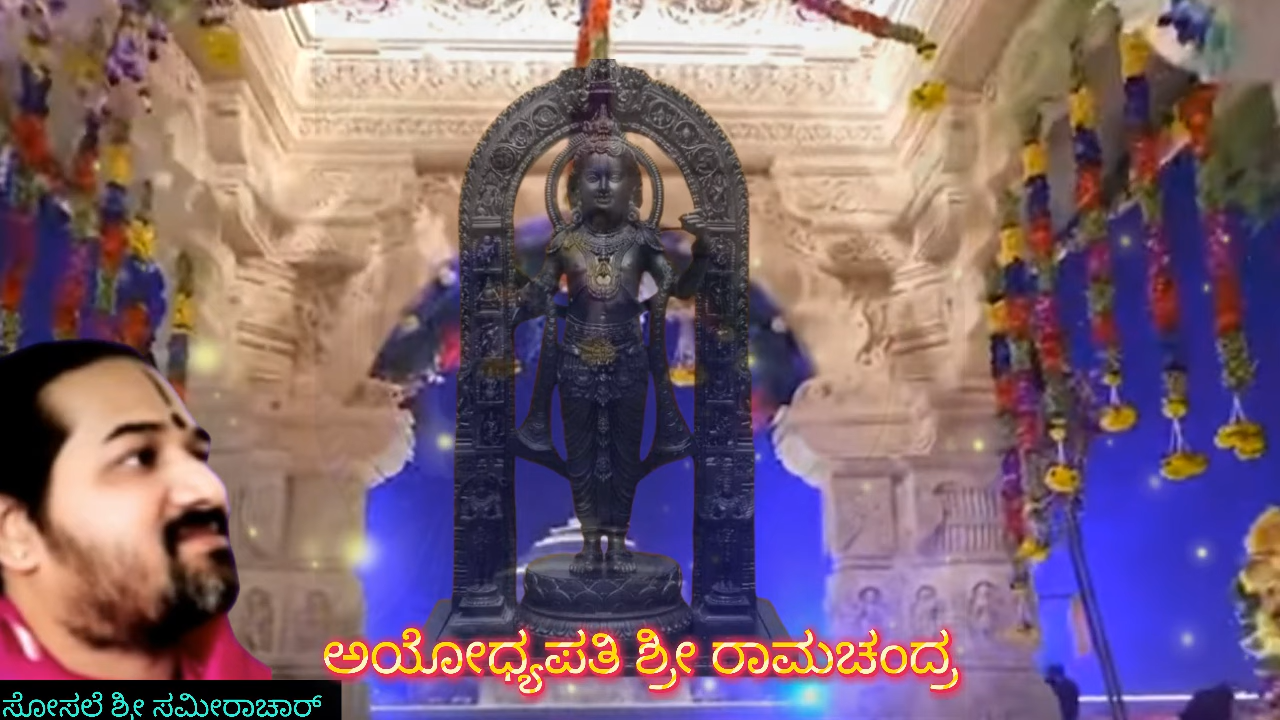 ಅಯೋಧ್ಯಪತಿ ಶ್ರೀ ರಾಮಚಂದ್ರ
ಸೋಸಲೆ ಶ್ರೀ ಸಮೀರಾಚಾರ್